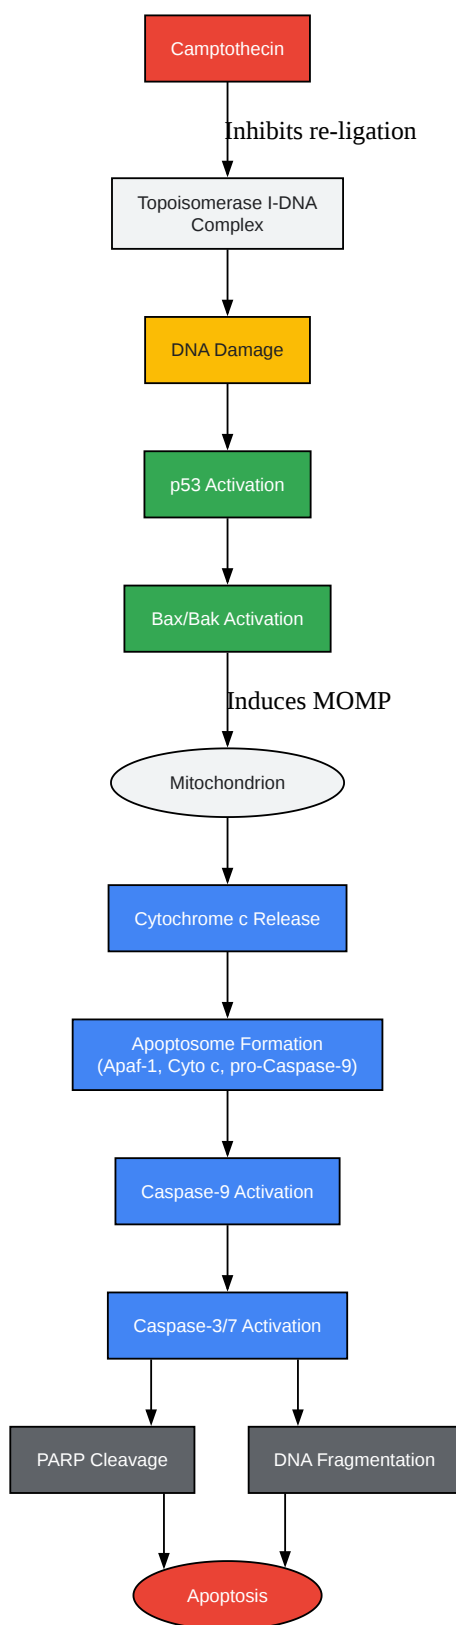 Camptothecin
Inhibits re-ligation
Topoisomerase I-DNA
Complex
DNA Damage
p53 Activation
Bax/Bak Activation
Induces MOMP
Mitochondrion
Cytochrome c Release
Apoptosome Formation
(Apaf-1, Cyto c, pro-Caspase-9)
Caspase-9 Activation
Caspase-3/7 Activation
PARP Cleavage
DNA Fragmentation
Apoptosis